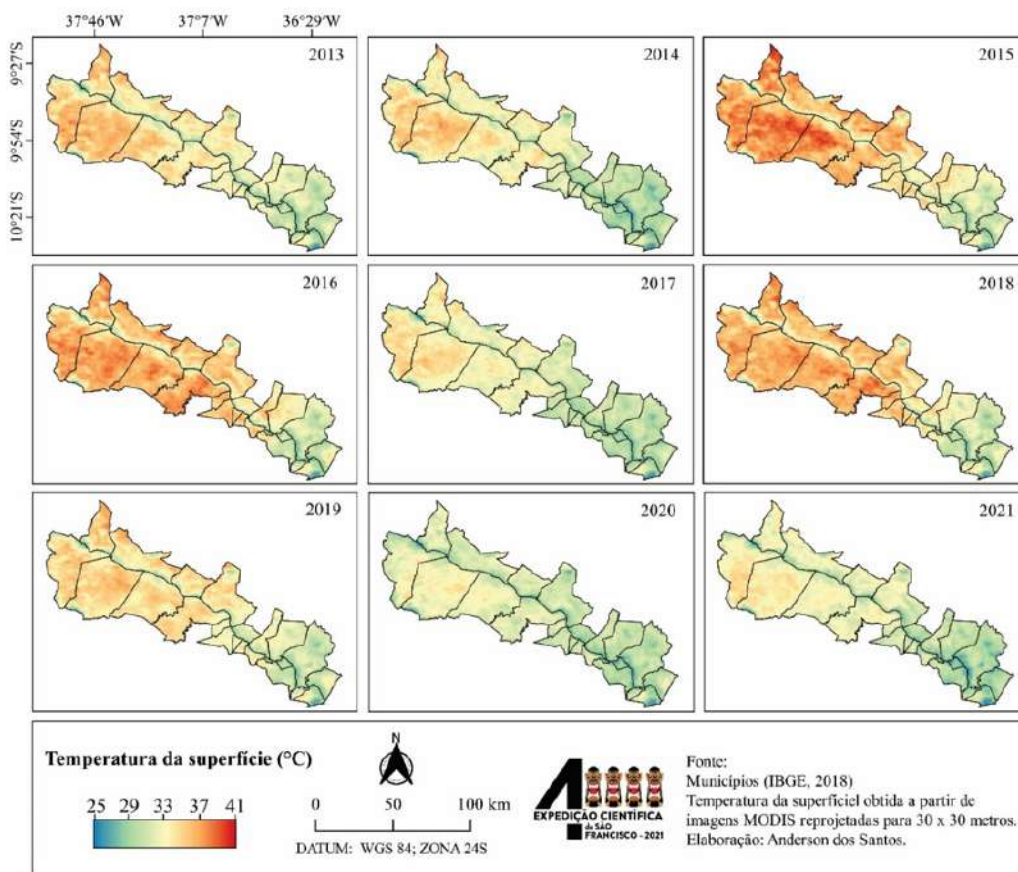 37°46'W 37°7'W 36°29'W
9°27'S
9°54'S
10°21'S
2013
2014
2015
2016
2017
2018
2019
2020
2021
Temperatura da superfície (°C)
25 29 33 37 41
N
0 50 100 km
DATUM: WGS 84; ZONA 24S
EXPEDIÇÃO CIENTÍFICA
do SÃO
FRANCISCO - 2021
Fonte:
Municípios (IBGE, 2018)
Temperatura da superfíciel obtida a partir de
imagens MODIS reprojetadas para 30 x 30 metros.
Elaboração: Anderson dos Santos.